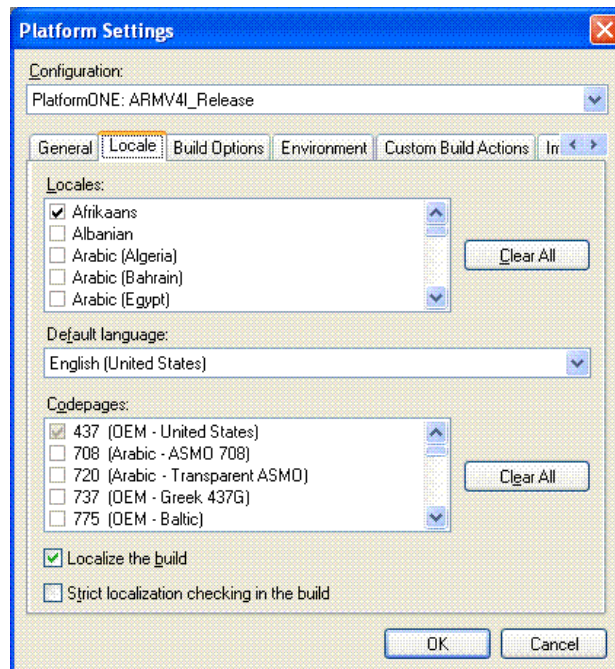 Platform Settings
Configuration:
PlatformONE: ARMV4I_Release
General Locale Build Options Environment Custom Build Actions
Locales:
Afrikaans
Albanian
Arabic (Algeria)
Arabic (Bahrain)
Arabic (Egypt)
Clear All
Default language:
English (United States)
Codepages:
437 (OEM - United States)
708 (Arabic - ASMO 708)
720 (Arabic - Transparent ASMO)
737 (OEM - Greek 437G)
775 (OEM - Baltic)
Clear All
Localize the build
Strict localization checking in the build
OK Cancel